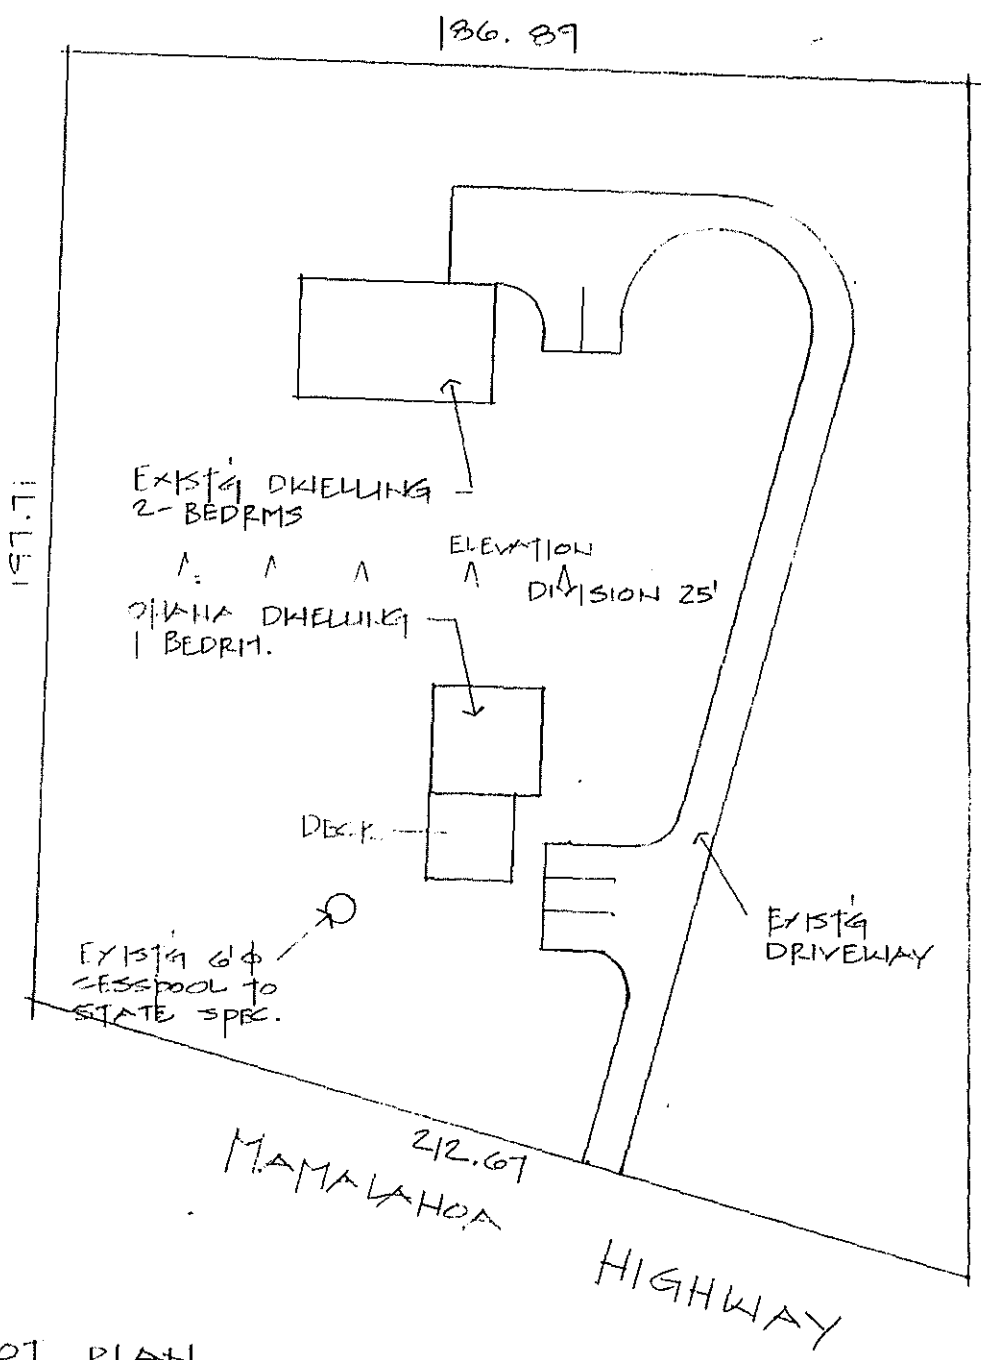 186.89
197.71
EXIST'G DWELLING
2-BEDRMS
ELEVATION
DIVISION 25'
OHANA DWELLING
1 BEDRM.
DECK
EXIST'G 6'Φ
CESSPOOL TO
STATE SPEC.
EXIST'G
DRIVEWAY
212.67
MAMALAHOA HIGHWAY
PLAN